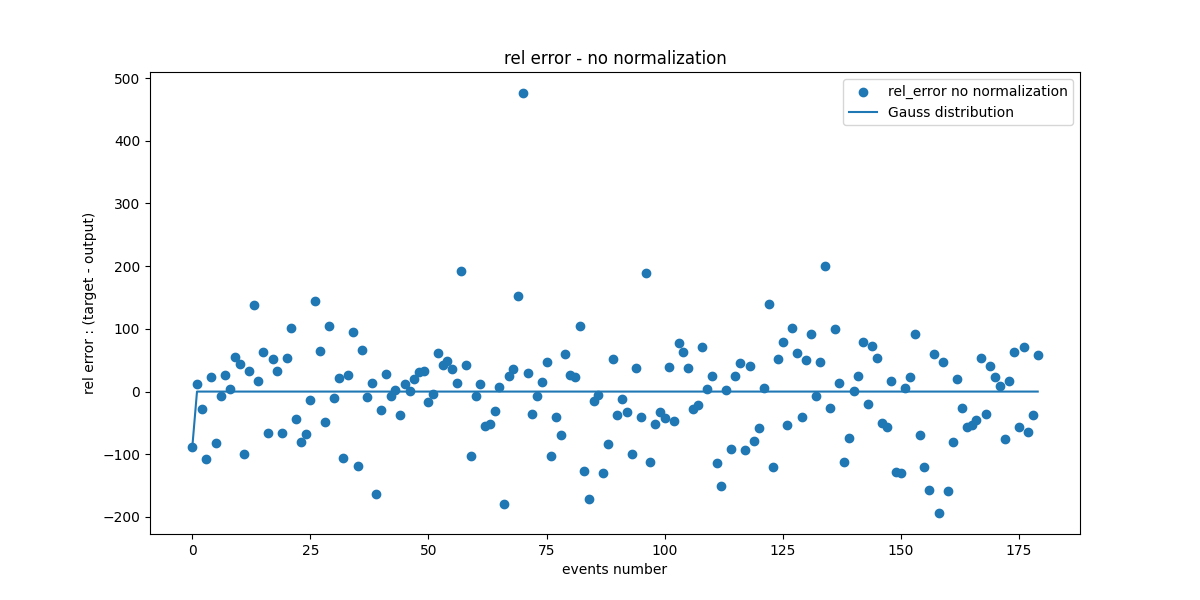 rel error - no normalization
rel_error no normalization
Gauss distribution
rel error : (target - output)
500
400
300
200
100
0
−100
−200
0 25 50 75 100 125 150 175
events number